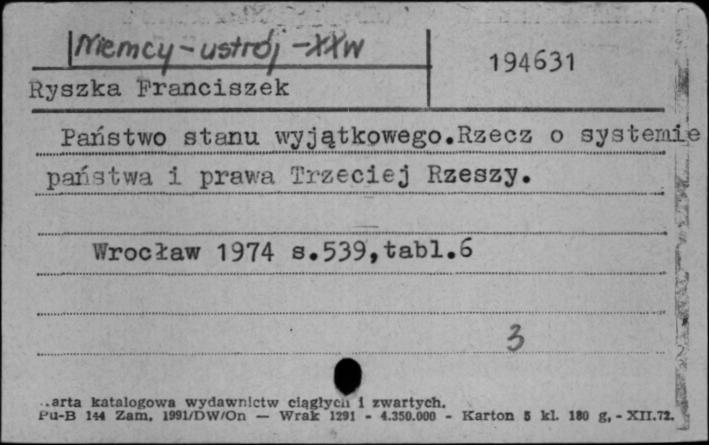 Niemcy - ustrój - XX w
194631
Ryszka Franciszek
Państwo stanu wyjątkowego.Rzecz o systemie
państwa i prawa Trzeciej Rzeszy.
Wrocław 1974 s.539,tabl.6
3
arta katalogowa wydawnictw ciągłych i zwartych.
Pu-B 144 Zam. 1991/DW/On — Wrak 1291 - 4.350.000 - Karton 5 kl. 180 g, - XII.72.